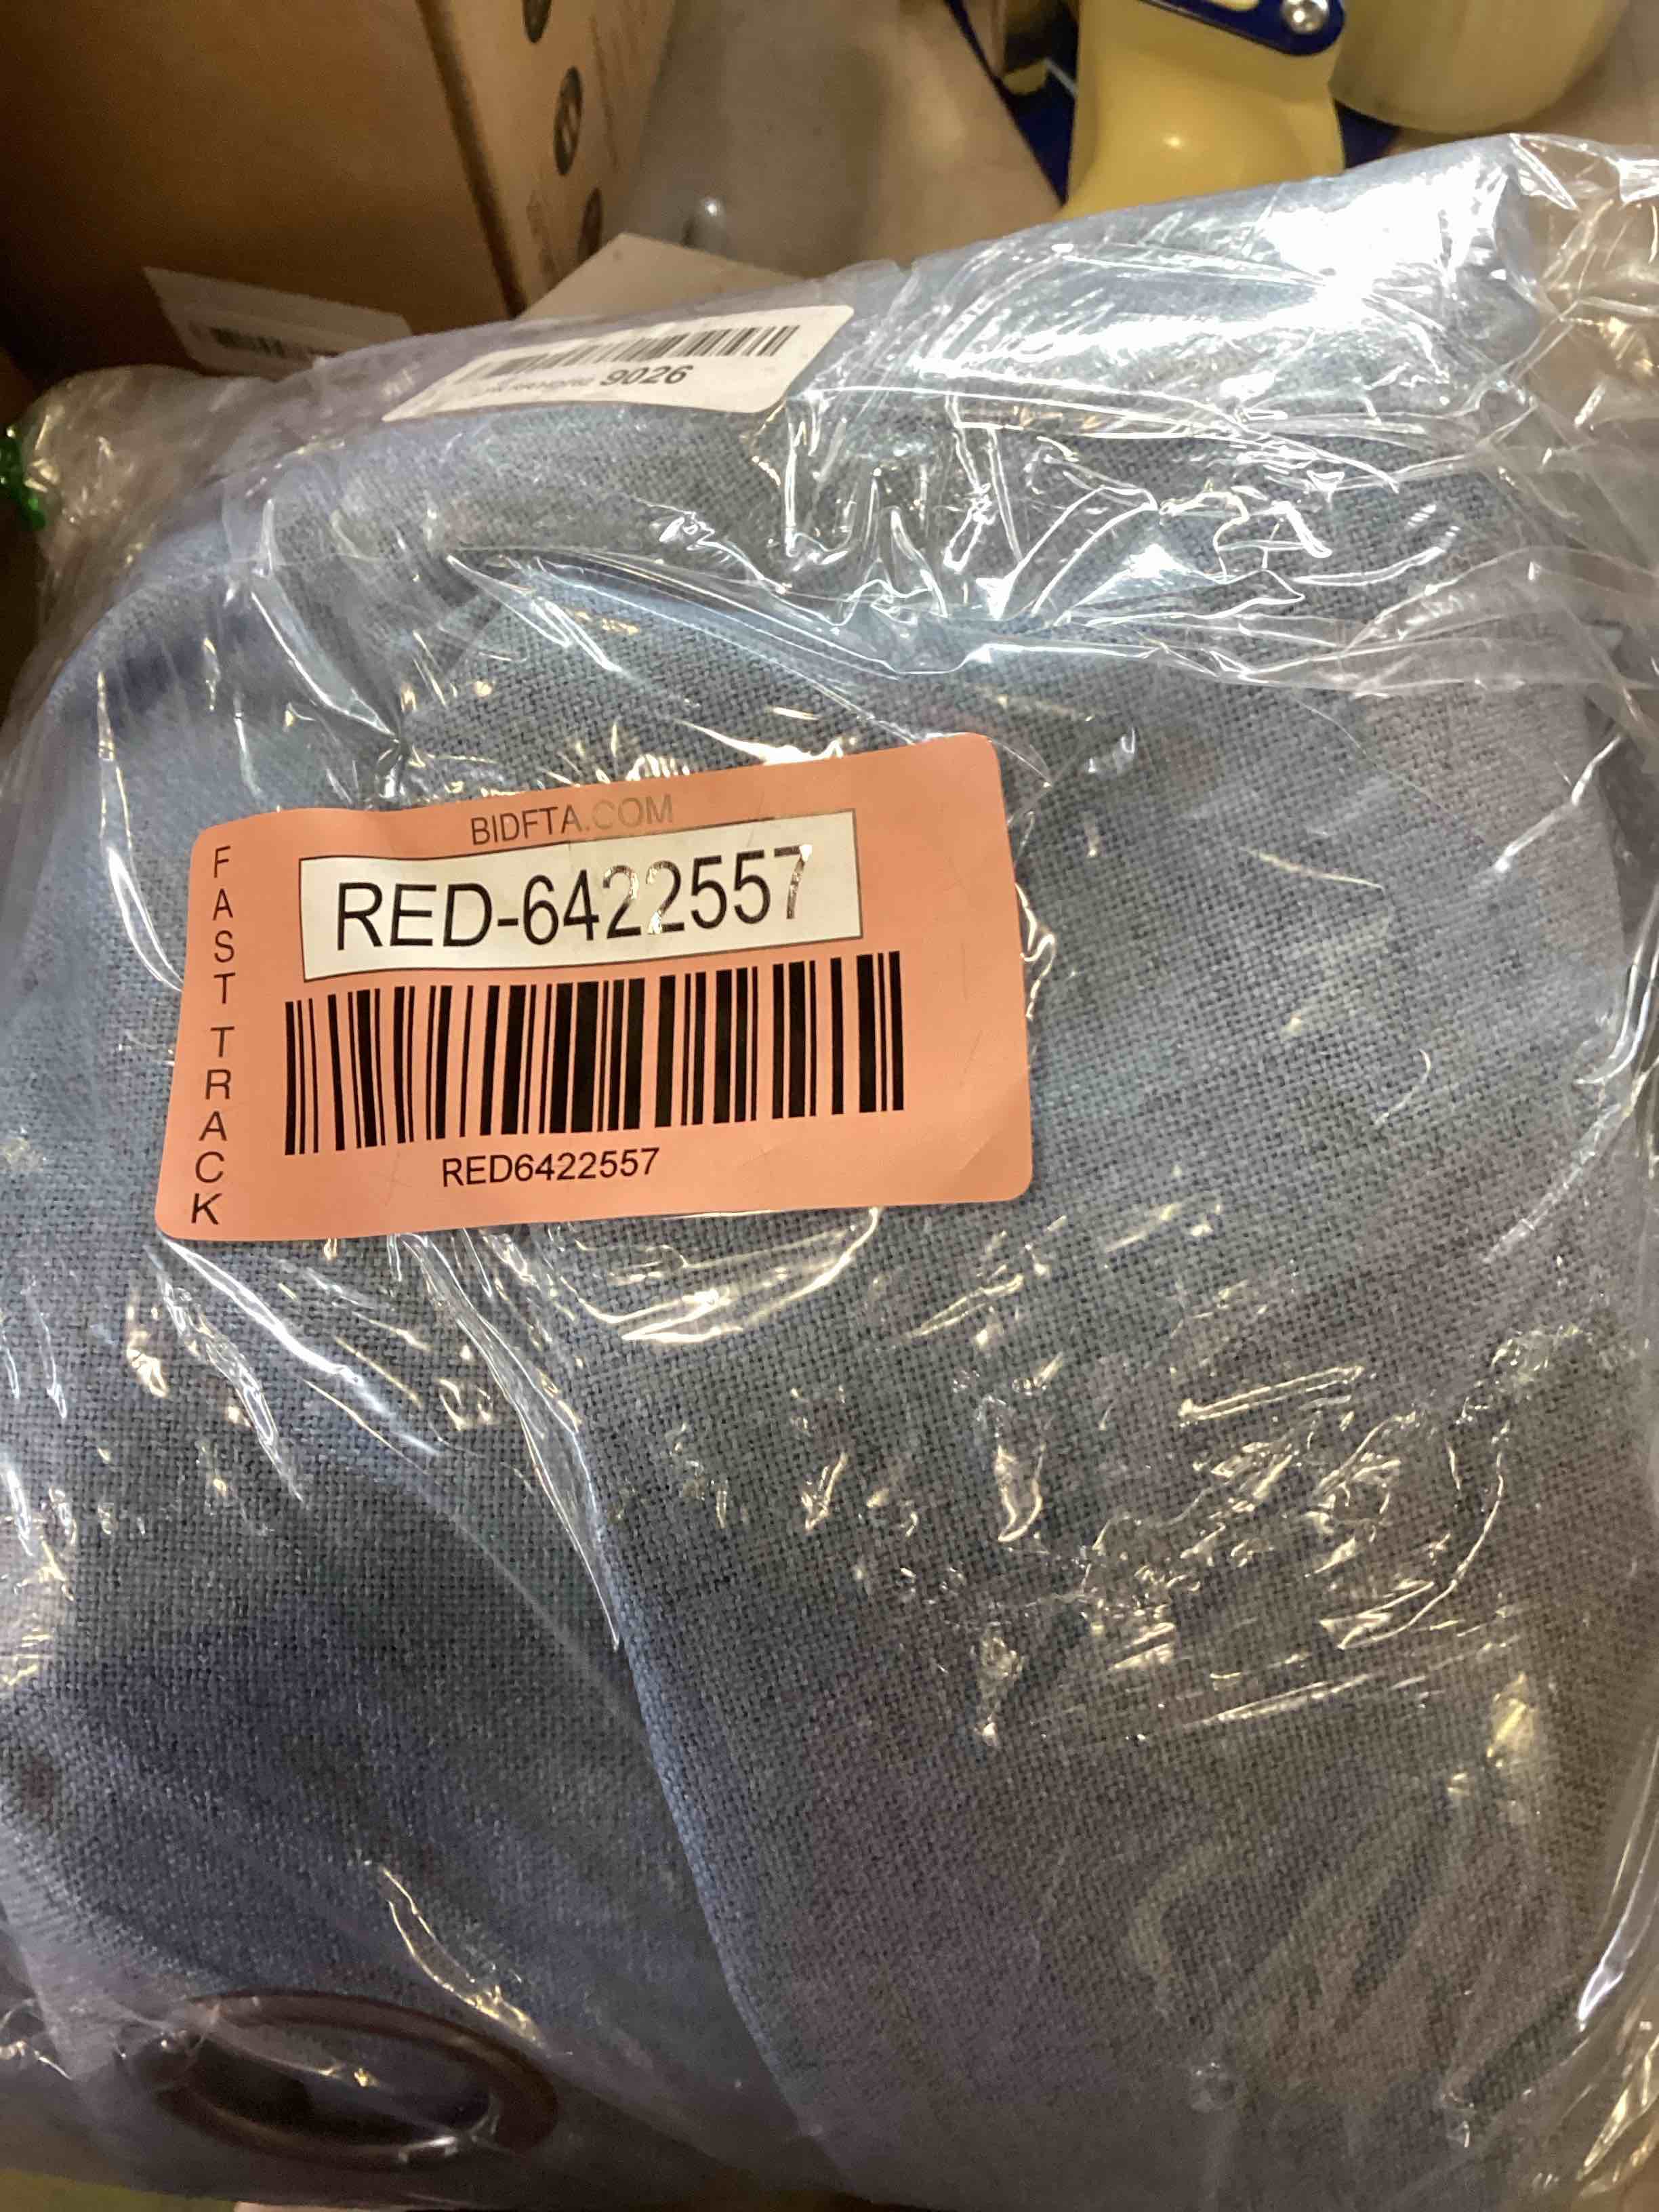 9026
BIDFTA.COM
FAST TRACK
RED-6422557
RED6422557